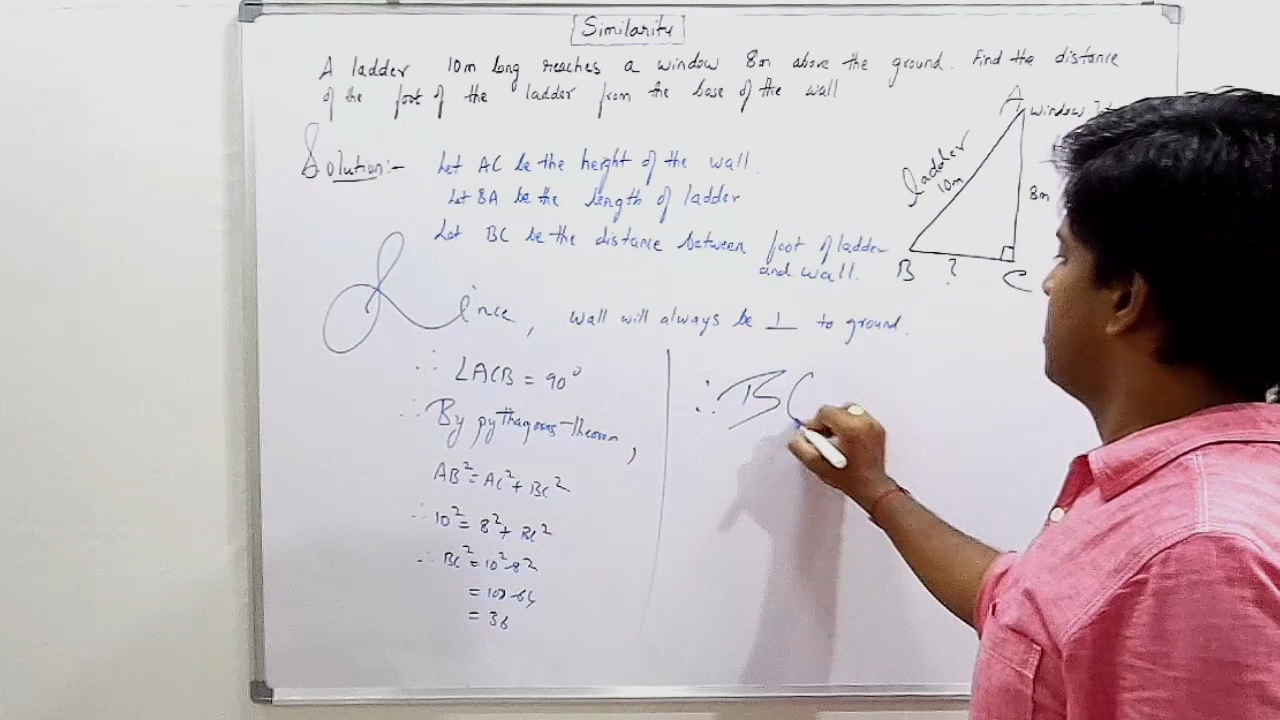 Similarity
A ladder 10m long reaches a window 8m above the ground. Find the distance
of the foot of the ladder from the base of the wall.
A
window
ladder
10m
8m
B
?
C
Solution:- Let AC be the height of the wall.
Let BA be the length of ladder
Let BC be the distance between foot of ladder
and wall.
Since, wall will always be ⊥ to ground.
∴ ∠ACB = 90°
∴ By pythagoras theorem,
AB² = AC² + BC²
∴ 10² = 8² + BC²
∴ BC² = 10² - 8²
= 100-64
= 36
∴ BC